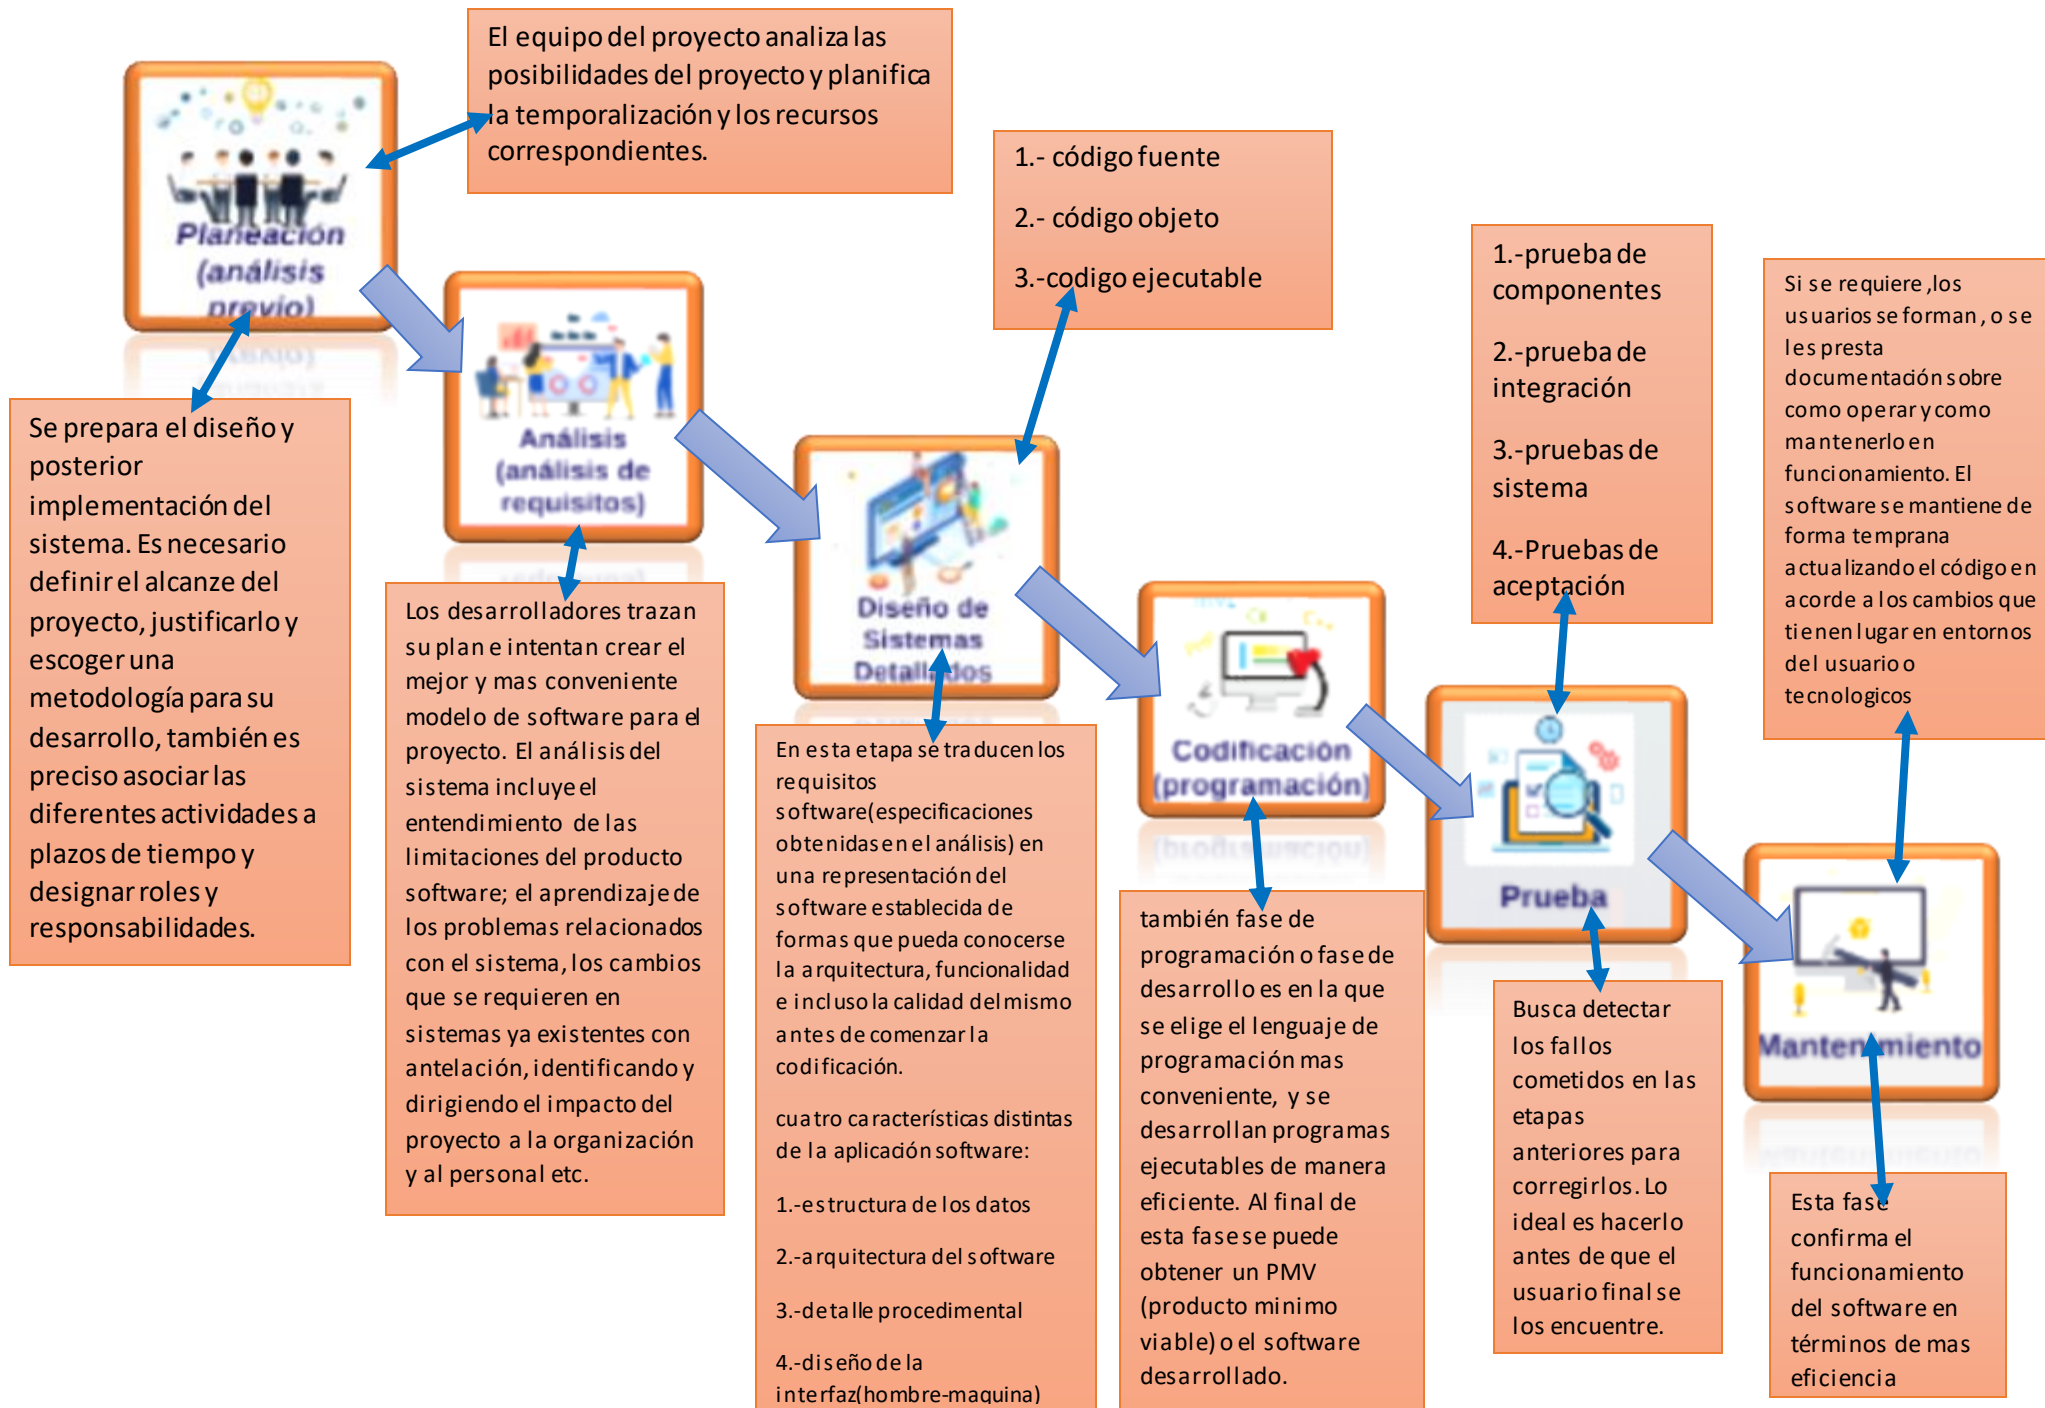 El equipo del proyecto analiza las
posibilidades del proyecto y planifica
la temporalización y los recursos
correspondientes.
Planeación
(análisis
previo)
Se prepara el diseño y
posterior
implementación del
sistema. Es necesario
definir el alcanze del
proyecto, justificarlo y
escoger una
metodología para su
desarrollo, también es
preciso asociar las
diferentes actividades a
plazos de tiempo y
designar roles y
responsabilidades.
Análisis
(análisis de
requisitos)
Los desarrolladores trazan
su plan e intentan crear el
mejor y mas conveniente
modelo de software para el
proyecto. El análisis del
sistema incluye el
entendimiento de las
limitaciones del producto
software; el aprendizaje de
los problemas relacionados
con el sistema, los cambios
que se requieren en
sistemas ya existentes con
antelación, identificando y
dirigiendo el impacto del
proyecto a la organización
y al personal etc.
1.- código fuente
2.- código objeto
3.-codigo ejecutable
Diseño de
Sistemas
Detallados
En esta etapa se traducen los
requisitos
software(especificaciones
obtenidas en el análisis) en
una representación del
software establecida de
formas que pueda conocerse
la arquitectura, funcionalidad
e incluso la calidad del mismo
antes de comenzar la
codificación.
cuatro características distintas
de la aplicación software:
1.-estructura de los datos
2.-arquitectura del software
3.-detalle procedimental
4.-diseño de la
interfaz(hombre-maquina)
C++
Codificación
(programación)
también fase de
programación o fase de
desarrollo es en la que
se elige el lenguaje de
programación mas
conveniente, y se
desarrollan programas
ejecutables de manera
eficiente. Al final de
esta fase se puede
obtener un PMV
(producto minimo
viable) o el software
desarrollado.
1.-prueba de
componentes
2.-prueba de
integración
3.-pruebas de
sistema
4.-Pruebas de
aceptación
Prueba
Busca detectar
los fallos
cometidos en las
etapas
anteriores para
corregirlos. Lo
ideal es hacerlo
antes de que el
usuario final se
los encuentre.
Si se requiere ,los
usuarios se forman , o se
les presta
documentación sobre
como operar y como
mantenerlo en
funcionamiento. El
software se mantiene de
forma temprana
actualizando el código en
acorde a los cambios que
tienen lugar en entornos
del usuario o
tecnologicos
Mantenimiento
Esta fase
confirma el
funcionamiento
del software en
términos de mas
eficiencia